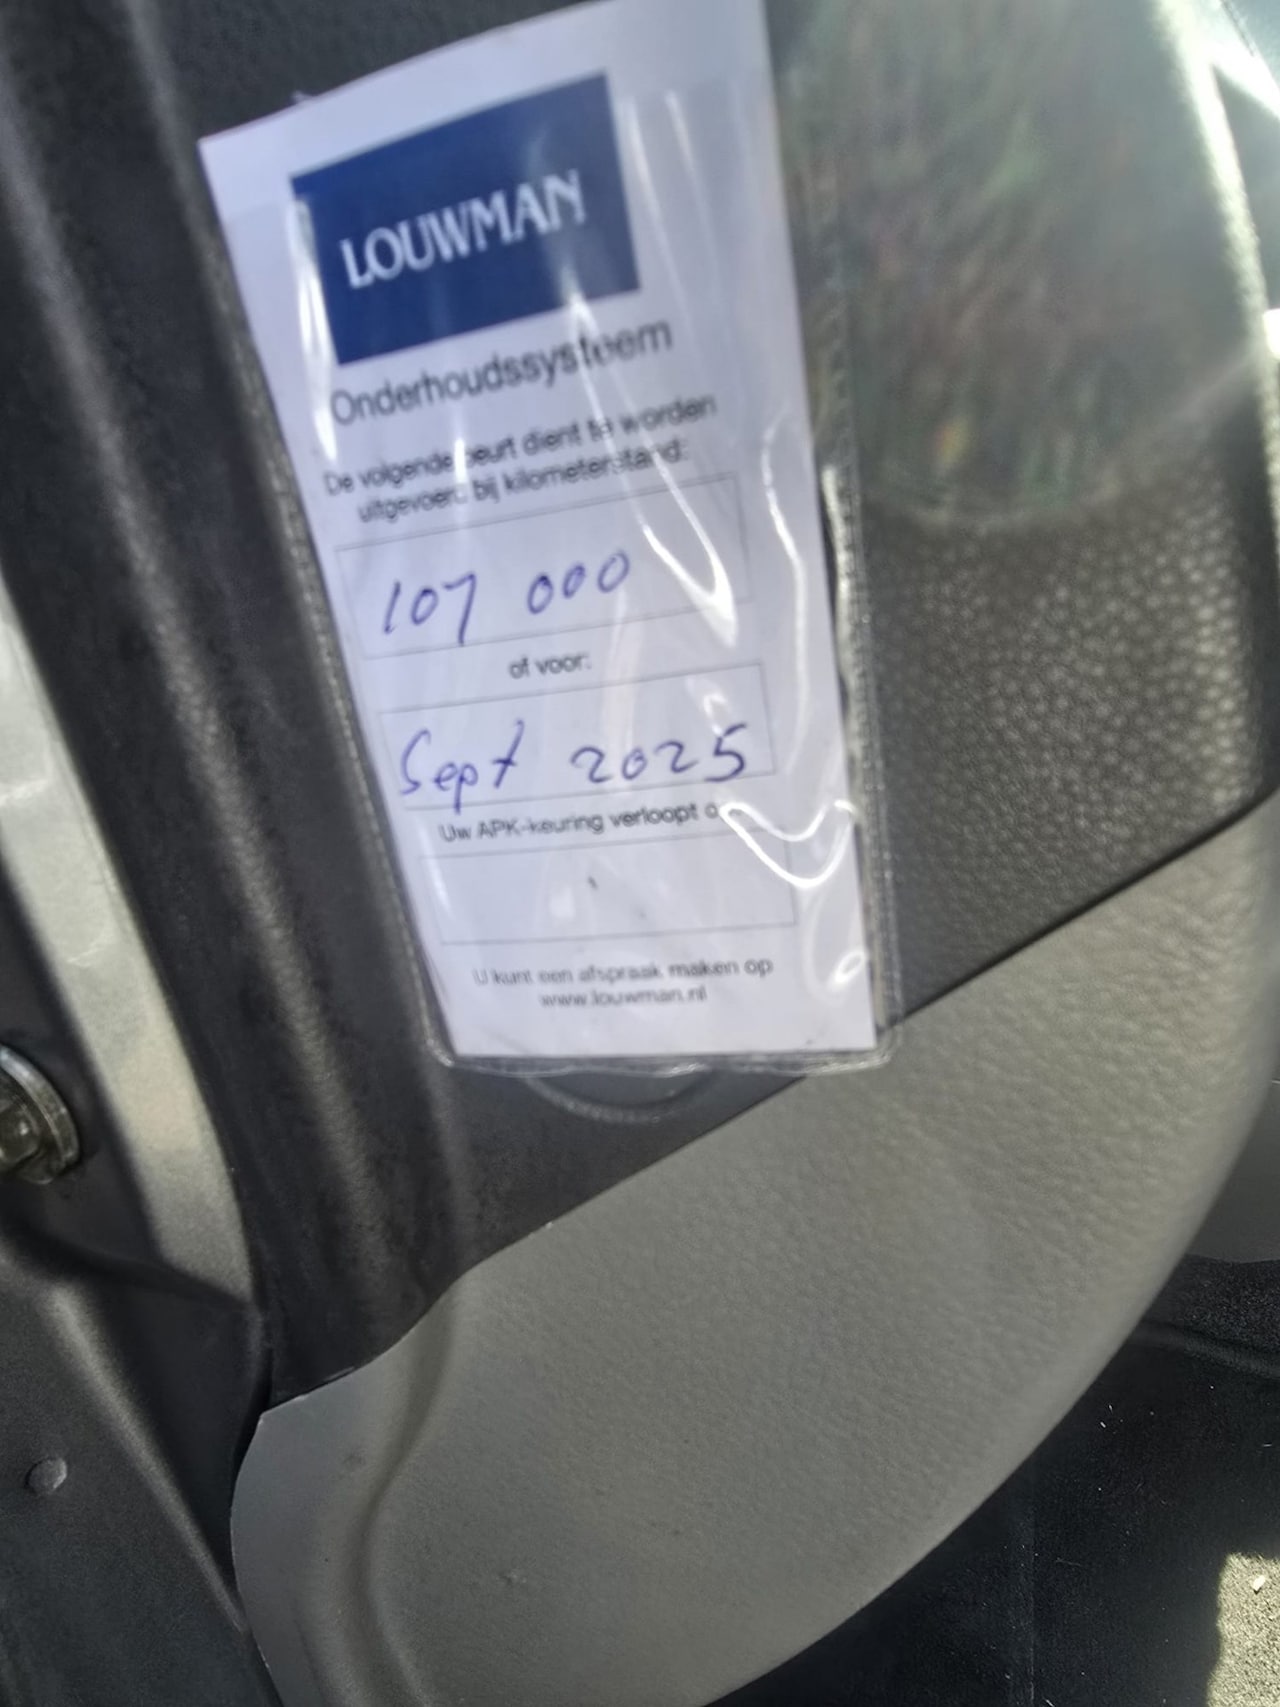 LOUWMAN
Onderhoudssysteem
De volgende beurt dient te worden
uitgevoerd bij kilometerstand:
107 000
of voor:
Sept 2025
Uw APK-keuring verloopt op
U kunt een afspraak maken op
www.louwman.nl